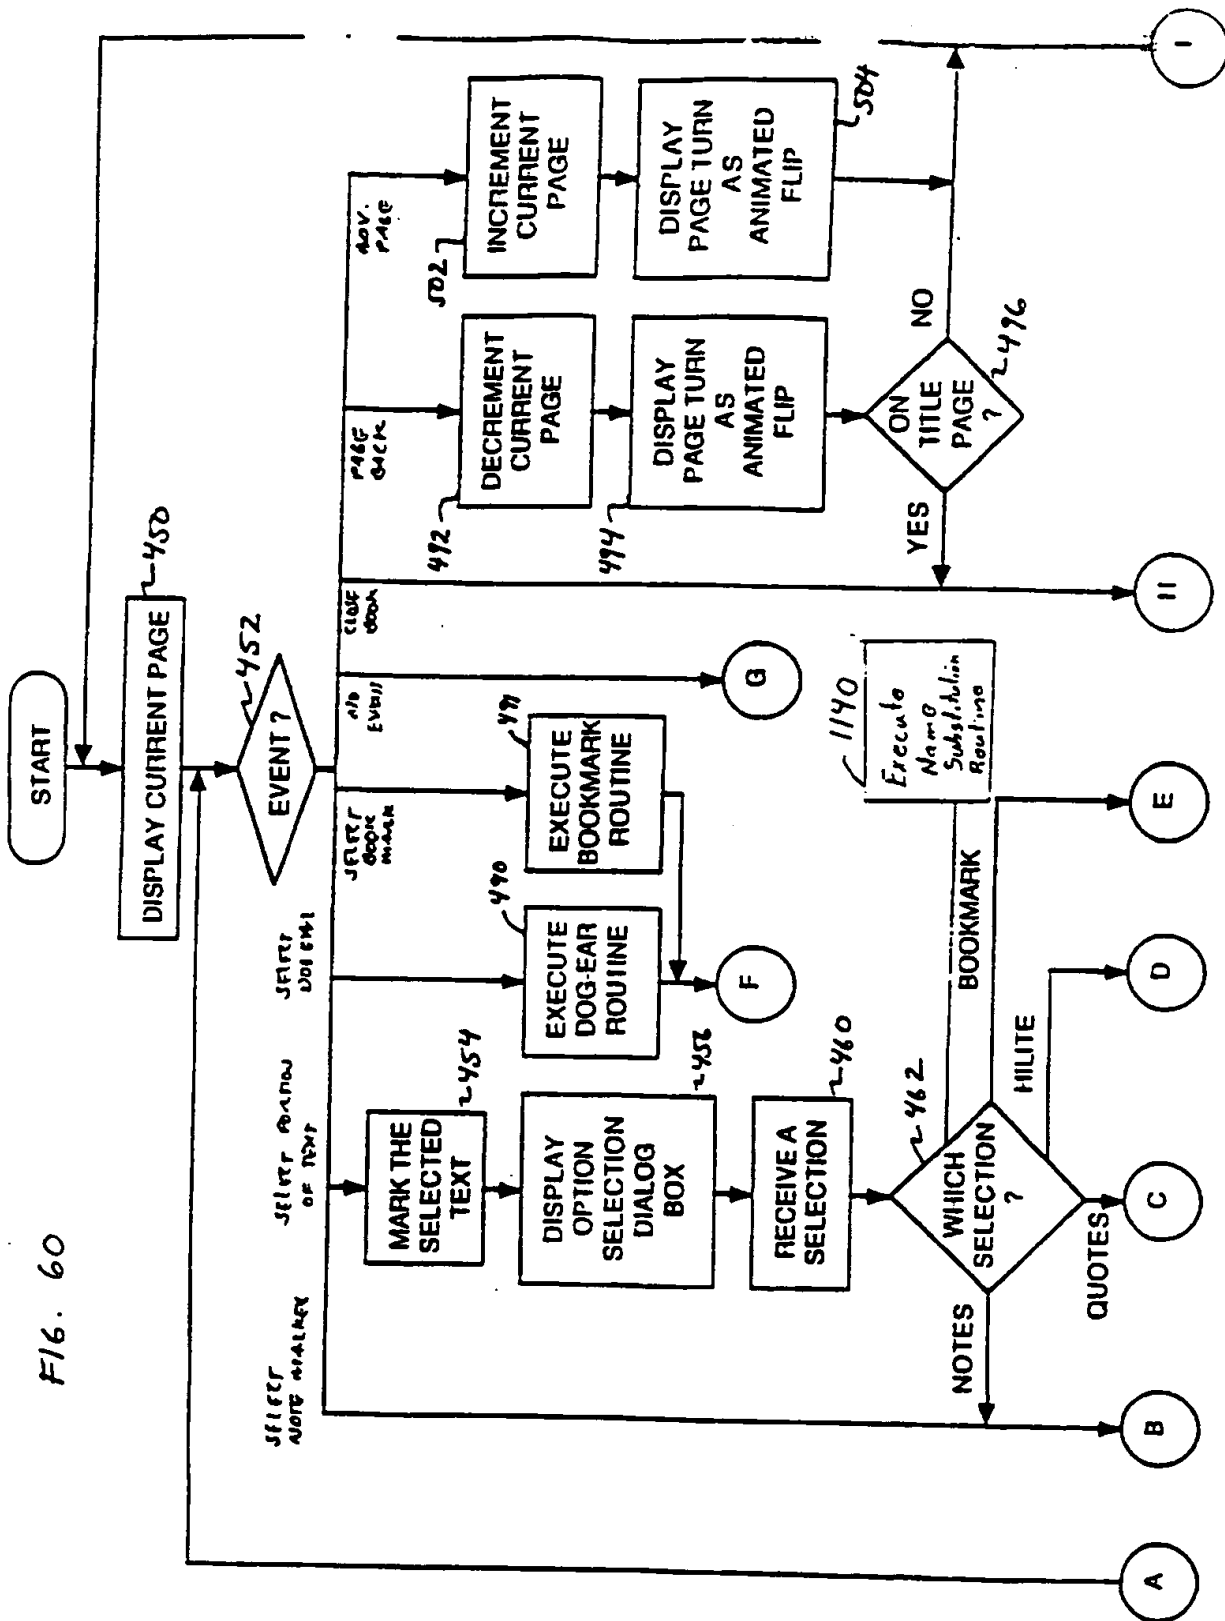 FIG. 60
START
DISPLAY CURRENT PAGE
450
EVENT ?
452
SELECT
NOTE MARKER
SELECT PORTION
OF TEXT
SELECT
DOG EAR
SELECT
BOOK
MARK
NO
EVENT
CLOSE
BOOK
PAGE
BACK
ADV.
PAGE
MARK THE
SELECTED
TEXT
454
DISPLAY
OPTION
SELECTION
DIALOG
BOX
RECEIVE A
SELECTION
460
WHICH
SELECTION
?
462
NOTES
QUOTES
HILITE
BOOKMARK
1140
Execute
Name
Substitution
Routine
490
EXECUTE
DOG-EAR
ROUTINE
491
EXECUTE
BOOKMARK
ROUTINE
492
DECREMENT
CURRENT
PAGE
494
DISPLAY
PAGE TURN
AS
ANIMATED
FLIP
ON
TITLE
PAGE
?
496
YES
NO
502
INCREMENT
CURRENT
PAGE
DISPLAY
PAGE TURN
AS
ANIMATED
FLIP
504
A
B
C
D
E
F
G
H
I